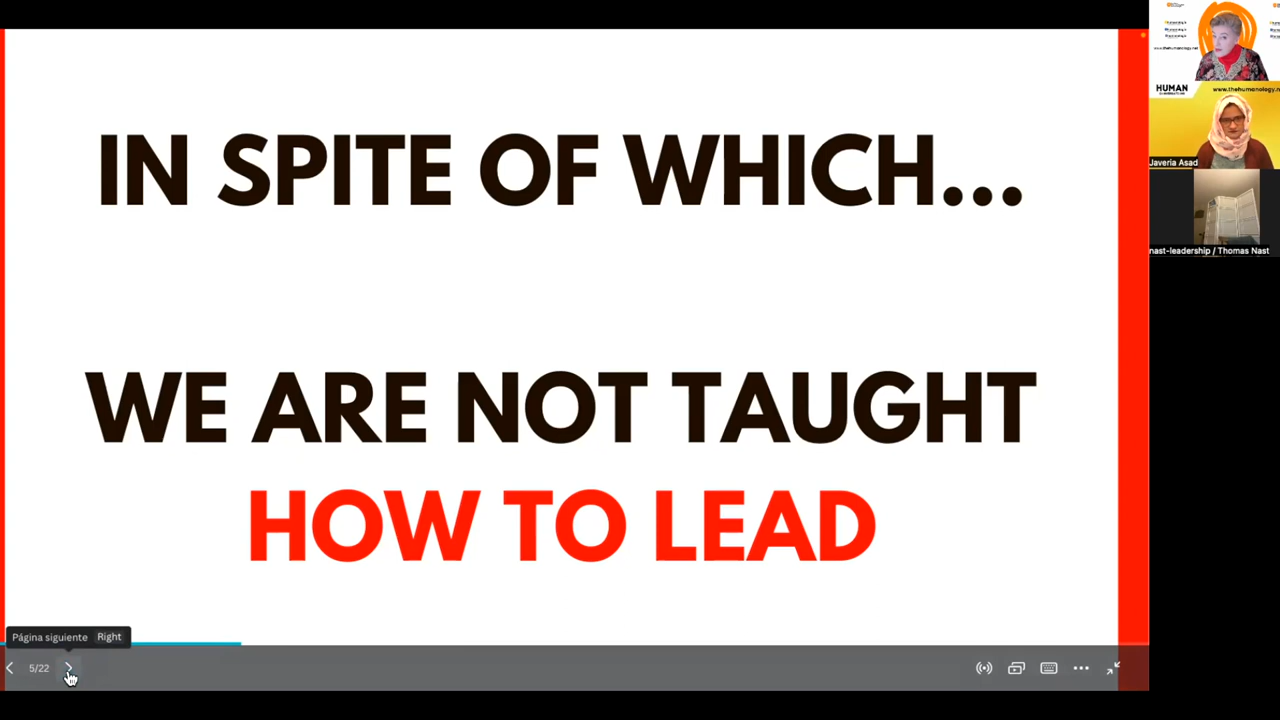 IN SPITE OF WHICH...
WE ARE NOT TAUGHT
HOW TO LEAD
Página siguiente Right
5/22
HUMAN
www.thehumanology.n
Javeria Asad
nast-leadership / Thomas Nast